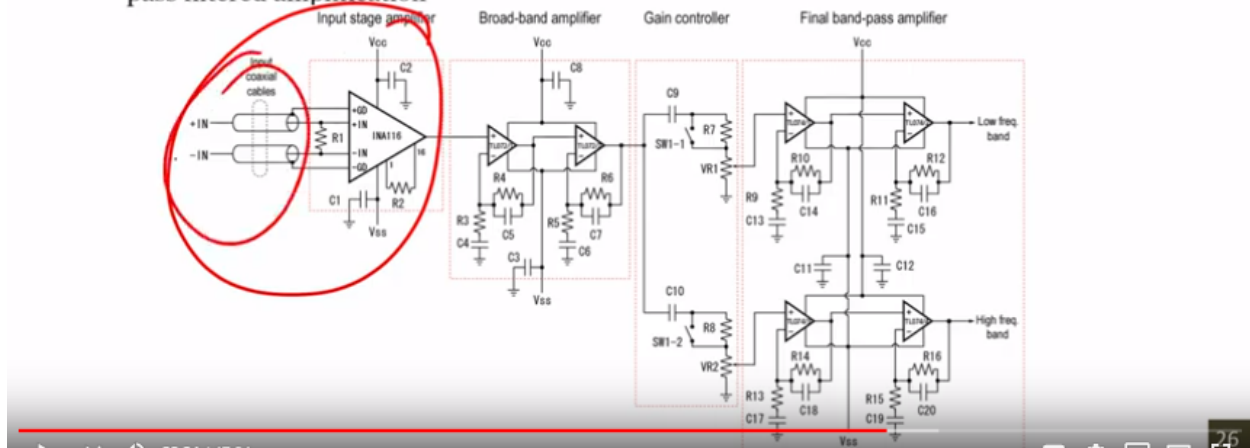 Input stage amplifier Broad-band amplifier Gain controller Final band-pass amplifier
Vcc Vcc Vcc
Input
coaxial
cables
C2 C8
+GD
+IN +IN
R1 INA116
-IN -IN
-GD
1 16
C1 R2
Vss
R4 R6
R3 C5 R5 C7
C4 C6
C3
Vss
C9
R7
SW1-1
VR1
C10
R8
SW1-2
VR2
Low freq.
band
R10 R12
R9 C14 R11 C16
C13 C15
C11 C12
High freq.
band
R14 R16
R13 C18 R15 C20
C17 C19
Vss
26